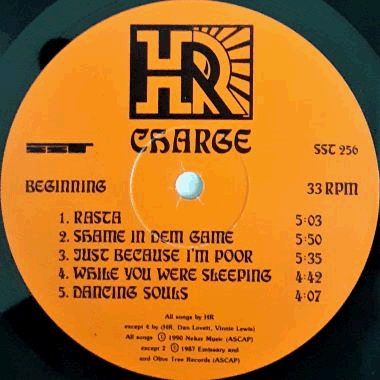 HR
CHARGE
SST SST 256
BEGINNING 33 RPM
1. RASTA 5:03
2. SHAME IN DEM GAME 5:50
3. JUST BECAUSE I'M POOR 5:35
4. WHILE YOU WERE SLEEPING 4:42
5. DANCING SOULS 4:07
All songs by HR
except 4 by (HR, Dan Lovett, Vinnie Lewis)
All songs Ⓒ 1990 Neker Music (ASCAP)
except 2 Ⓒ 1987 Emissary and
and Olive Tree Records (ASCAP)